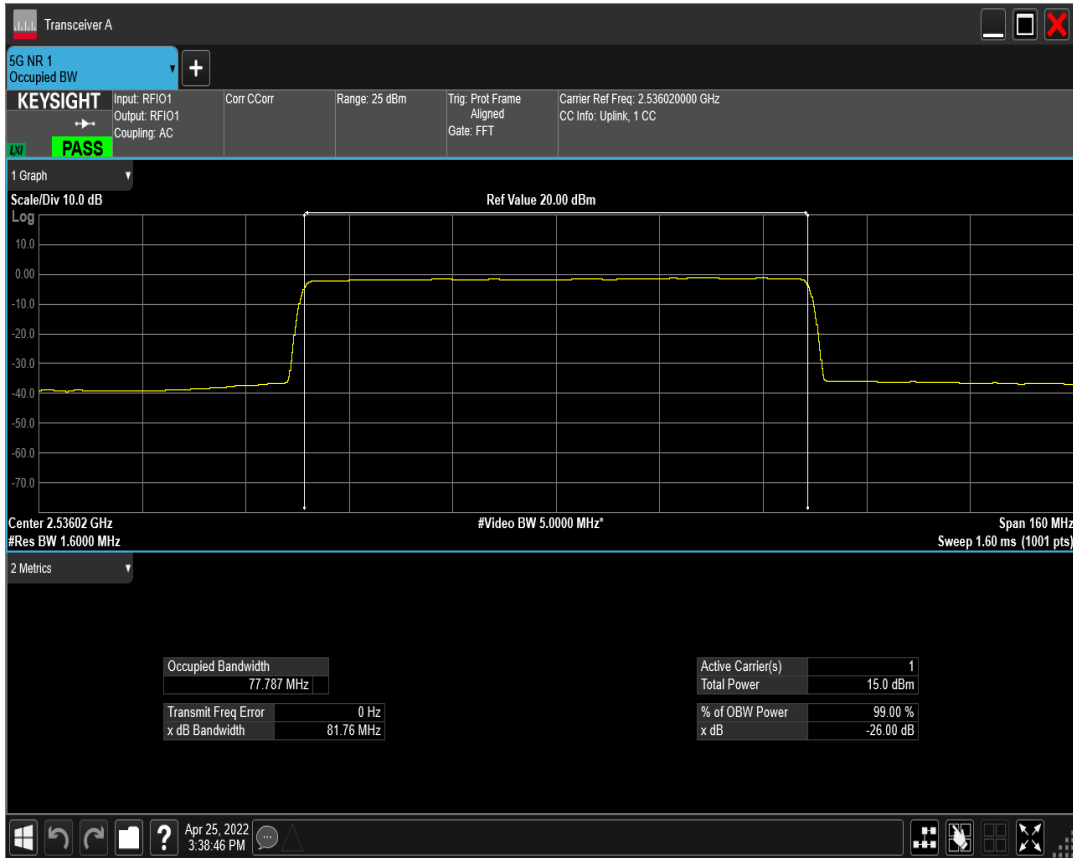 Transceiver A
5G NR 1
Occupied BW
+
KEYSIGHT
LXI
PASS
Input: RFIO1
Output: RFIO1
Coupling: AC
Corr CCorr
Range: 25 dBm
Trig: Prot Frame
Aligned
Gate: FFT
Carrier Ref Freq: 2.536020000 GHz
CC Info: Uplink, 1 CC
1 Graph
Scale/Div 10.0 dB
Ref Value 20.00 dBm
Log
10.0
0.00
-10.0
-20.0
-30.0
-40.0
-50.0
-60.0
-70.0
Center 2.53602 GHz
#Video BW 5.0000 MHz*
Span 160 MHz
#Res BW 1.6000 MHz
Sweep 1.60 ms (1001 pts)
2 Metrics
Occupied Bandwidth
77.787 MHz
Transmit Freq Error 0 Hz
x dB Bandwidth 81.76 MHz
Active Carrier(s) 1
Total Power 15.0 dBm
% of OBW Power 99.00 %
x dB -26.00 dB
?
Apr 25, 2022
3:38:46 PM